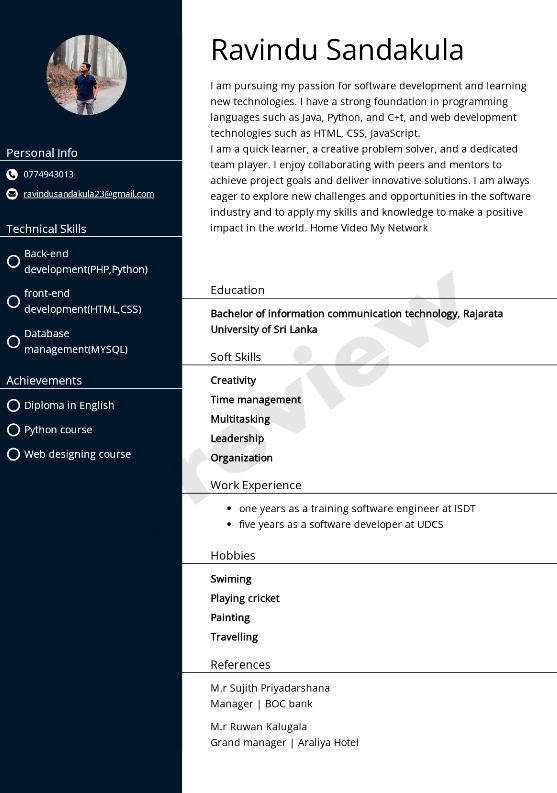 Ravindu Sandakula
I am pursuing my passion for software development and learning
new technologies. I have a strong foundation in programming
languages such as Java, Python, and C+t, and web development
technologies such as HTML, CSS, JavaScript.
I am a quick learner, a creative problem solver, and a dedicated
team player. I enjoy collaborating with peers and mentors to
achieve project goals and deliver innovative solutions. I am always
eager to explore new challenges and opportunities in the software
industry and to apply my skills and knowledge to make a positive
impact in the world. Home Video My Network
Personal Info
0774943013
ravindusandakula23@gmail.com
Technical Skills
Back-end
development(PHP,Python)
front-end
development(HTML,CSS)
Database
management(MYSQL)
Achievements
Diploma in English
Python course
Web designing course
Education
Bachelor of information communication technology, Rajarata
University of Sri Lanka
Soft Skills
Creativity
Time management
Multitasking
Leadership
Organization
Work Experience
one years as a training software engineer at ISDT
five years as a software developer at UDCS
Hobbies
Swiming
Playing cricket
Painting
Travelling
References
M.r Sujith Priyadarshana
Manager | BOC bank
M.r Ruwan Kalugala
Grand manager | Araliya Hotel
Preview